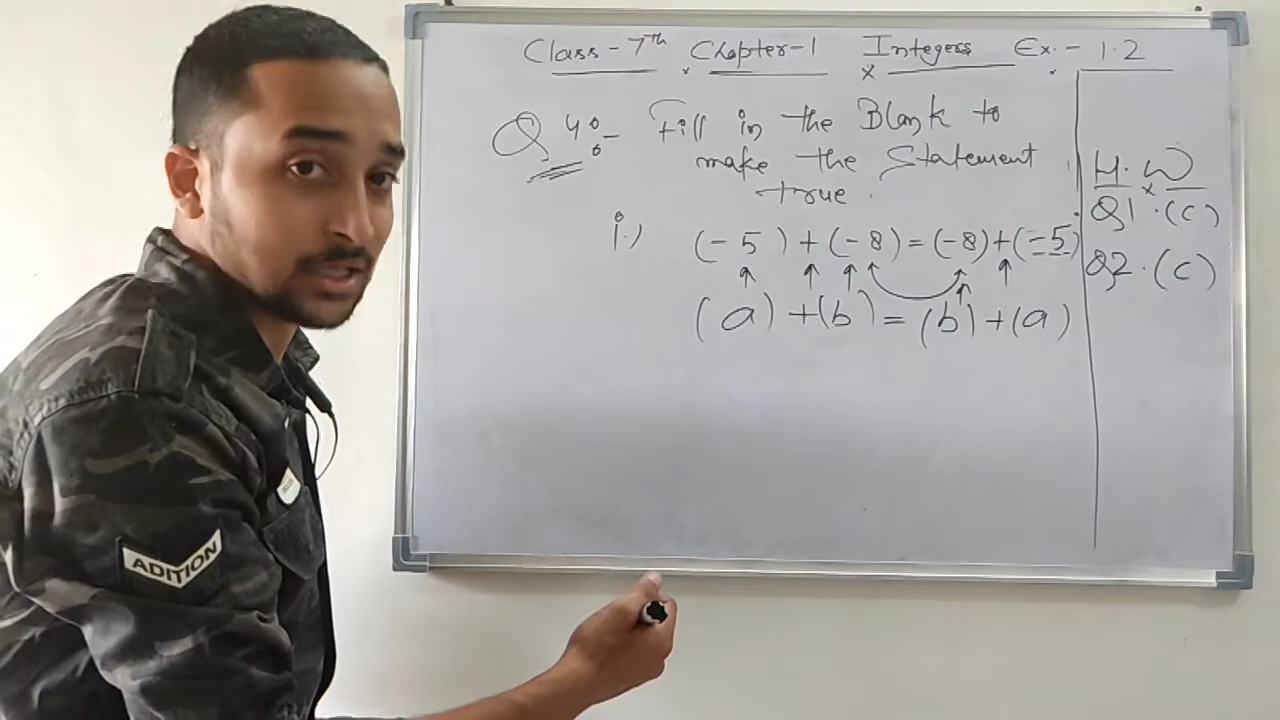 Class-7th Chapter-1 Integers Ex.- 1.2
Q 4:- Fill in the Blank to
make the Statement
true.
i.) (-5) + (-8) = (-8)+(-5)
(a) +(b) = (b) +(a)
H.W
Q1.(c)
Q2.(c)
ADITION